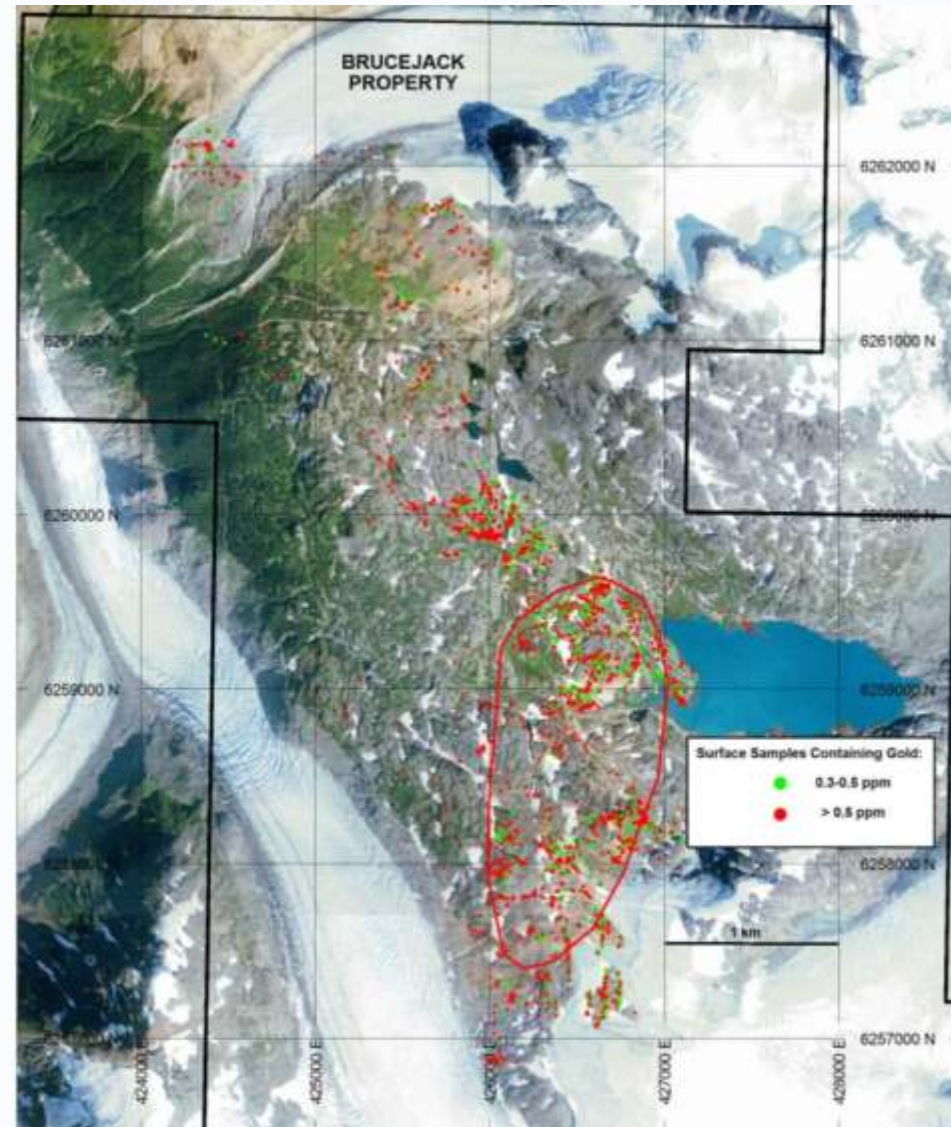 BRUCEJACK
PROPERTY
6262000 N
6261000 N
6261000 N
6260000 N
6259000 N
6259000 N
Surface Samples Containing Gold:
0.3-0.5 ppm
> 0.5 ppm
6258000 N
1 km
6257000 N
424000 E
425000 E
427000 E
428000 E